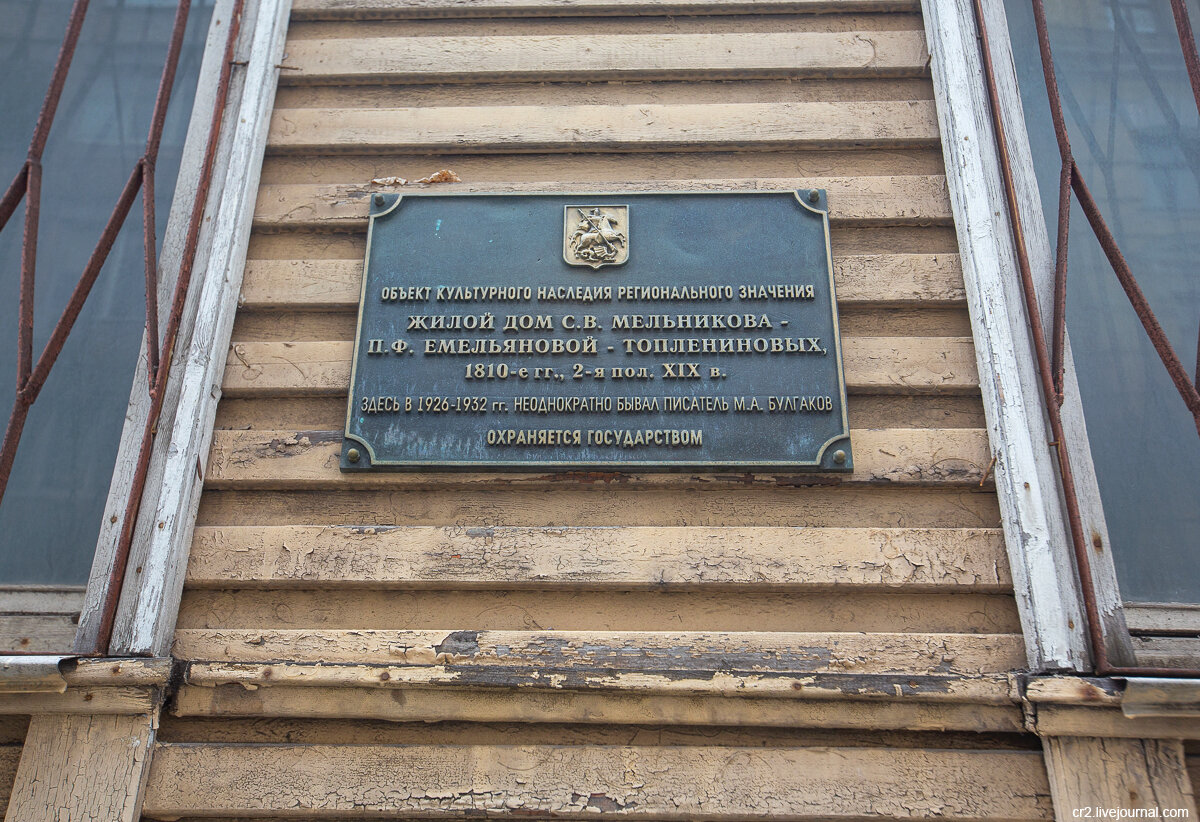 ОБЪЕКТ КУЛЬТУРНОГО НАСЛЕДИЯ РЕГИОНАЛЬНОГО ЗНАЧЕНИЯ
ЖИЛОЙ ДОМ С.В. МЕЛЬНИКОВА -
П.Ф. ЕМЕЛЬЯНОВОЙ - ТОПЛЕНИНОВЫХ,
1810-е гг., 2-я пол. XIX в.
ЗДЕСЬ В 1926-1932 гг. НЕОДНОКРАТНО БЫВАЛ ПИСАТЕЛЬ М.А. БУЛГАКОВ
ОХРАНЯЕТСЯ ГОСУДАРСТВОМ
cr2.livejournal.com